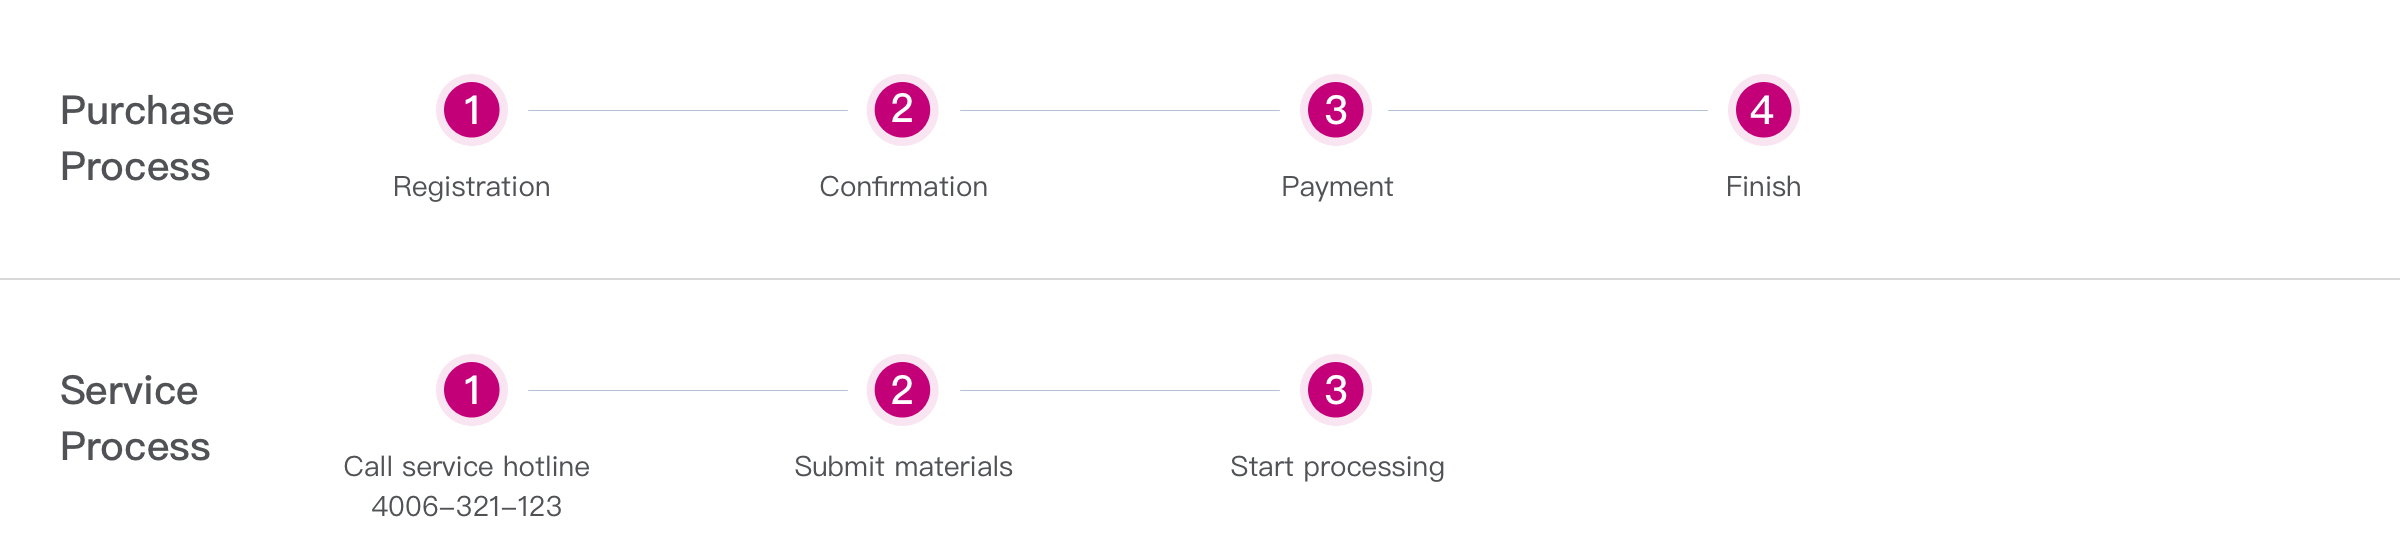 Purchase
Process
1
2
3
4
Registration
Confirmation
Payment
Finish
Service
Process
1
2
3
Call service hotline
4006-321-123
Submit materials
Start processing